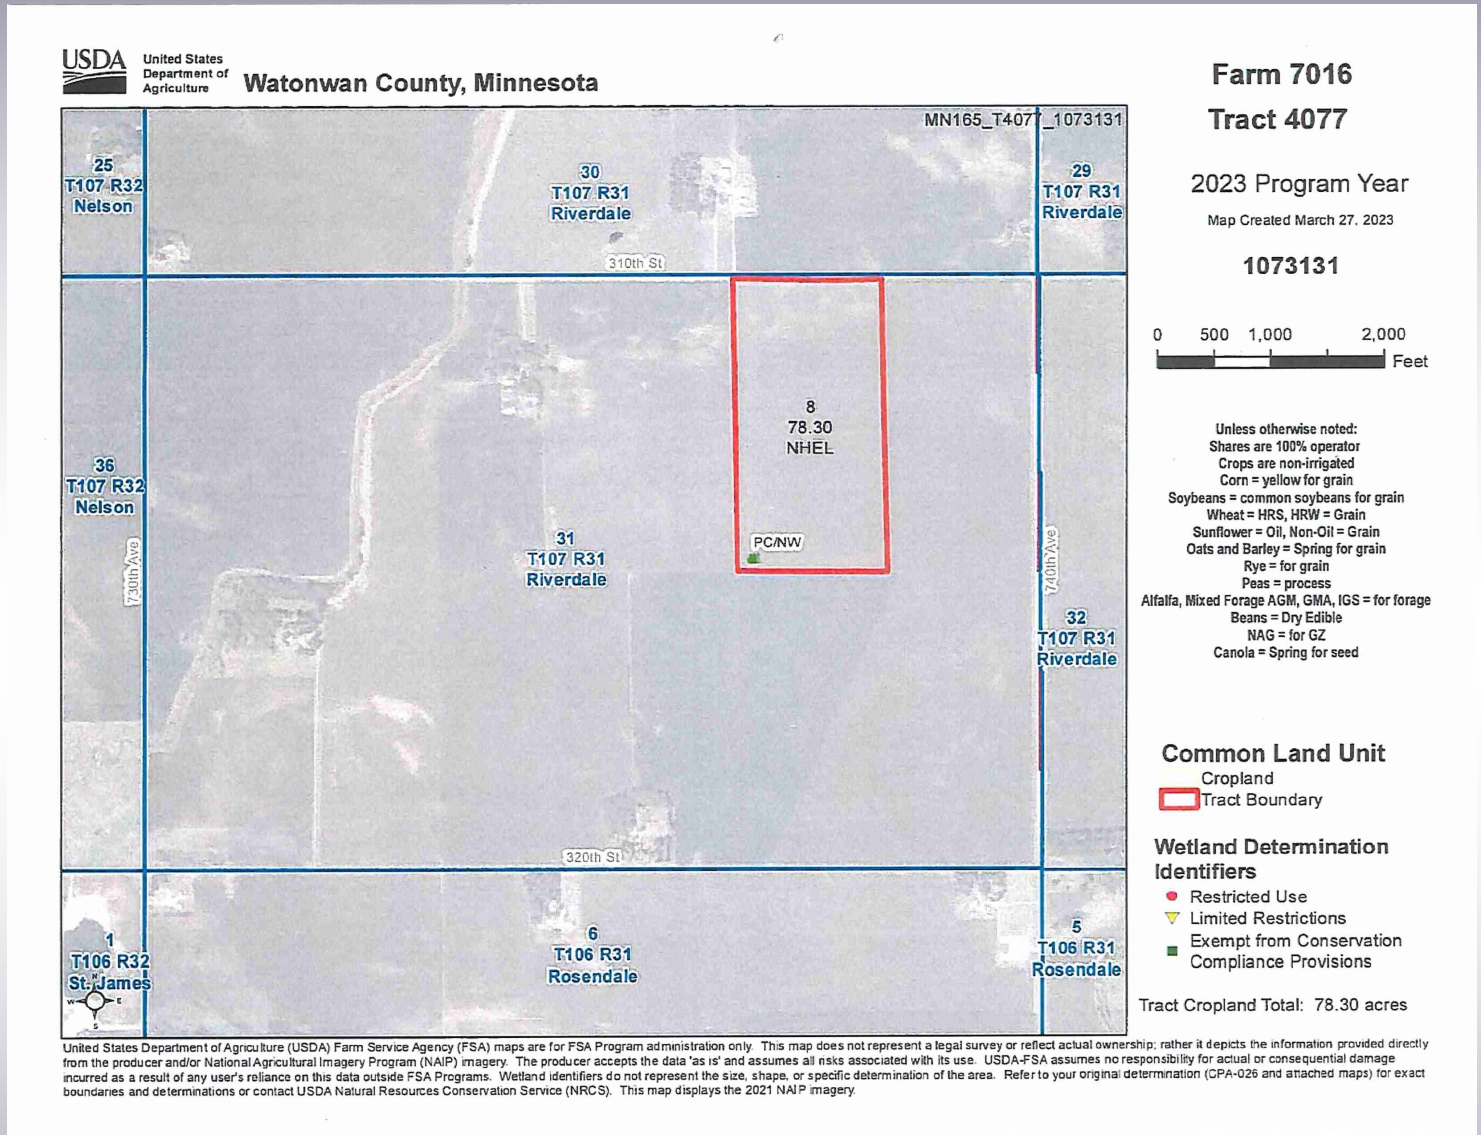 USDA
United States
Department of
Agriculture
Watonwan County, Minnesota
Farm 7016
Tract 4077
2023 Program Year
Map Created March 27, 2023
1073131
0 500 1,000 2,000
Feet
Unless otherwise noted:
Shares are 100% operator
Crops are non-irrigated
Corn = yellow for grain
Soybeans = common soybeans for grain
Wheat = HRS, HRW = Grain
Sunflower = Oil, Non-Oil = Grain
Oats and Barley = Spring for grain
Rye = for grain
Peas = process
Alfalfa, Mixed Forage AGM, GMA, IGS = for forage
Beans = Dry Edible
NAG = for GZ
Canola = Spring for seed
Common Land Unit
Cropland
Tract Boundary
Wetland Determination
Identifiers
Restricted Use
Limited Restrictions
Exempt from Conservation
Compliance Provisions
Tract Cropland Total: 78.30 acres
MN165_T4077_1073131
25
T107 R32
Nelson
30
T107 R31
Riverdale
29
T107 R31
Riverdale
310th St
8
78.30
NHEL
36
T107 R32
Nelson
PC/NW
31
T107 R31
Riverdale
730th Ave
740th Ave
32
T107 R31
Riverdale
320th St
1
T106 R32
St. James
N
W E
S
6
T106 R31
Rosendale
5
T106 R31
Rosendale
United States Department of Agriculture (USDA) Farm Service Agency (FSA) maps are for FSA Program administration only. This map does not represent a legal survey or reflect actual ownership; rather it depicts the information provided directly
from the producer and/or National Agricultural Imagery Program (NAIP) imagery. The producer accepts the data 'as is' and assumes all risks associated with its use. USDA-FSA assumes no responsibility for actual or consequential damage
incurred as a result of any user's reliance on this data outside FSA Programs. Wetland identifiers do not represent the size, shape, or specific determination of the area. Refer to your original determination (CPA-026 and attached maps) for exact
boundaries and determinations or contact USDA Natural Resources Conservation Service (NRCS). This map displays the 2021 NAIP imagery.